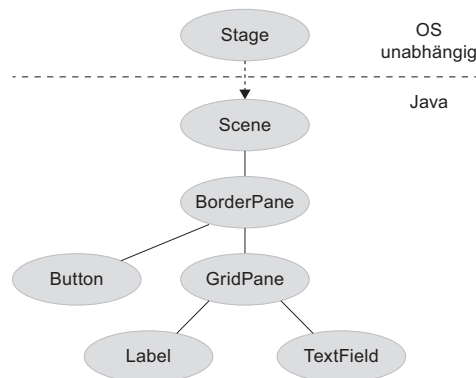 Stage
OS
unabhängig
Java
Scene
BorderPane
Button
GridPane
Label
TextField